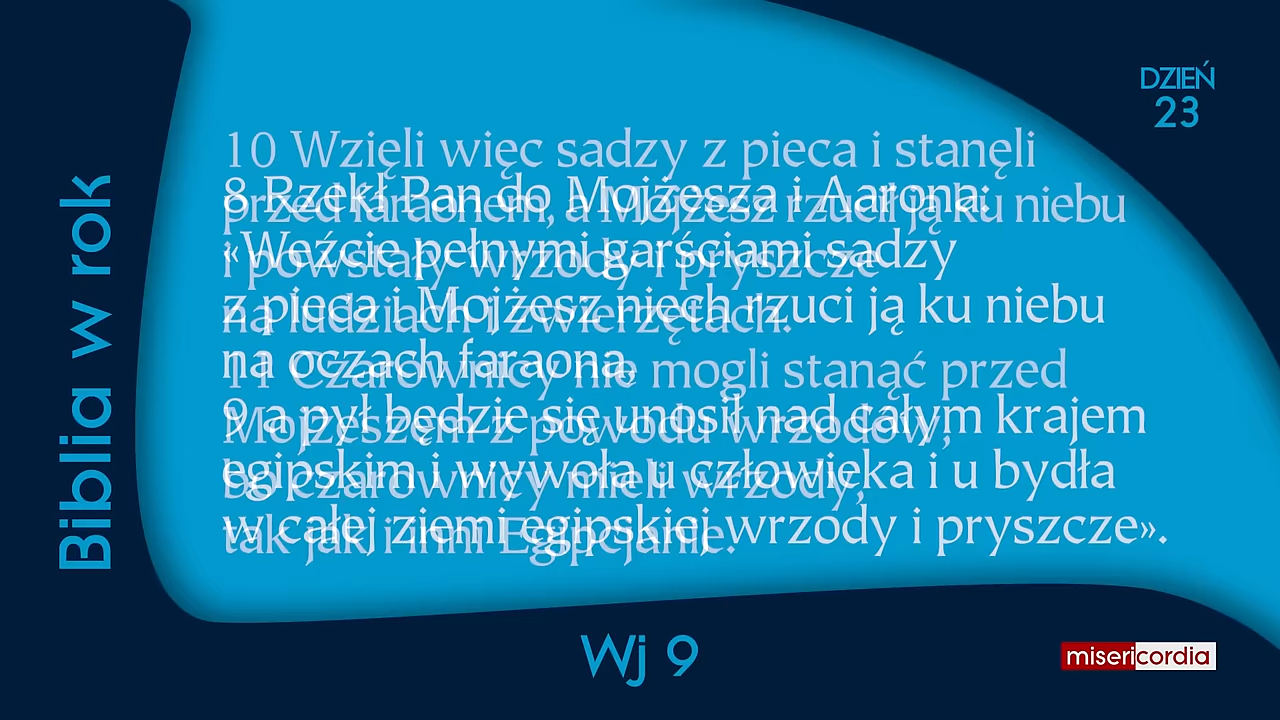 DZIEŃ
23
Biblia w rok
8 Rzekł Pan do Mojżesza i Aarona:
«Weźcie pełnymi garściami sadzy
z pieca i Mojżesz niech rzuci ją ku niebu
na oczach faraona,
9 a pył będzie się unosił nad całym krajem
egipskim i wywoła u człowieka i u bydła
w całej ziemi egipskiej wrzody i pryszcze».
10 Wzięli więc sadzy z pieca i stanęli
przed faraonem, a Mojżesz rzucił ją ku niebu
i powstały wrzody i pryszcze
na ludziach i zwierzętach.
11 Czarownicy nie mogli stanąć przed
Mojżeszem z powodu wrzodów,
bo czarownicy mieli wrzody,
tak jak i inni Egipcjanie.
Wj 9
misericordia